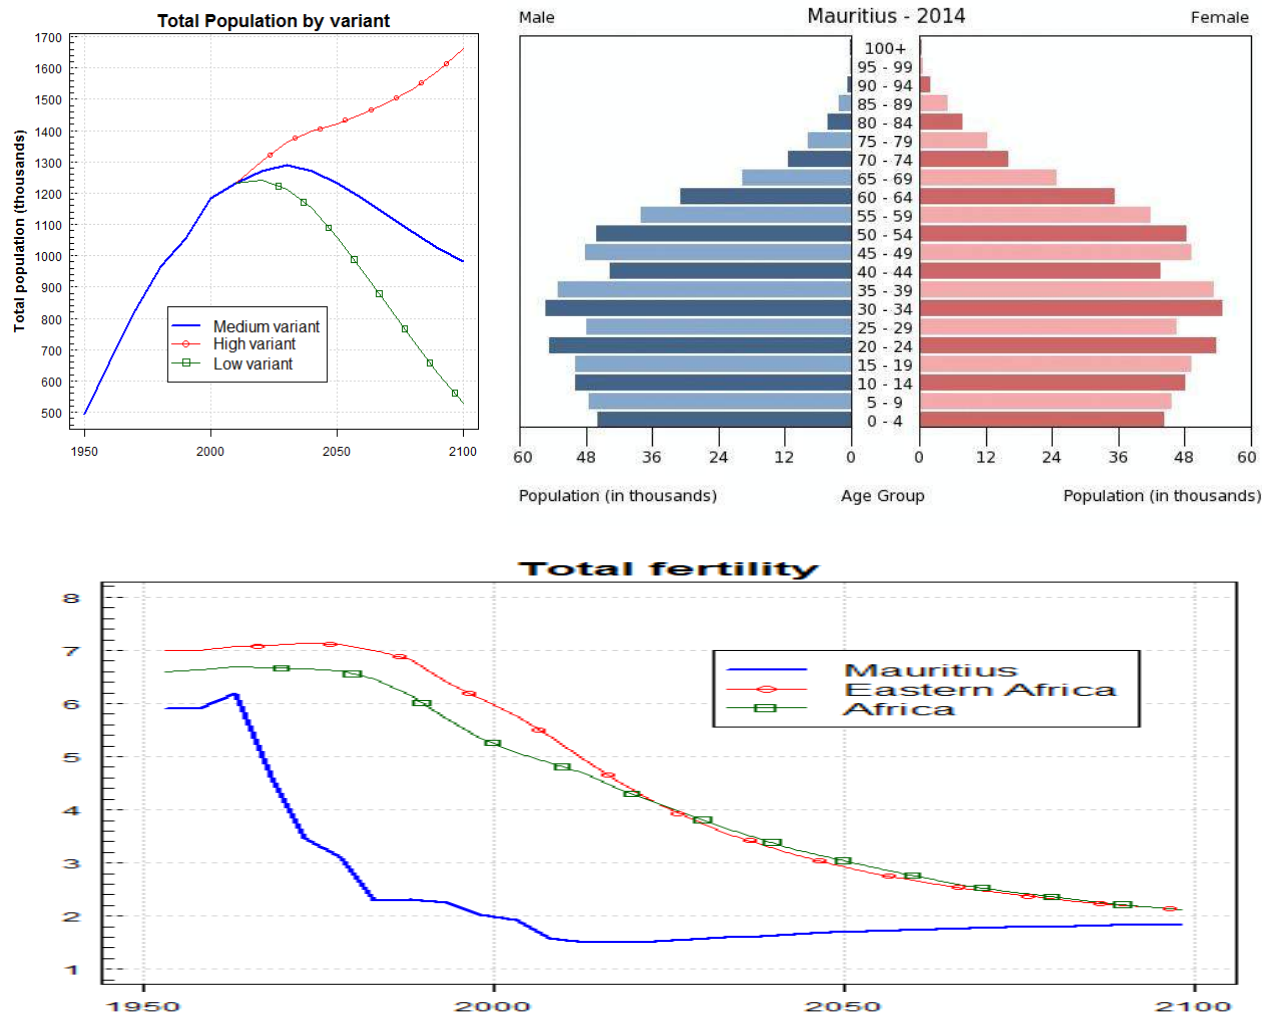 Total Population by variant
Total population (thousands)
1700
1600
1500
1400
1300
1200
1100
1000
900
800
700
600
500
Medium variant
High variant
Low variant
1950 2000 2050 2100
Male Mauritius - 2014 Female
100+
95 - 99
90 - 94
85 - 89
80 - 84
75 - 79
70 - 74
65 - 69
60 - 64
55 - 59
50 - 54
45 - 49
40 - 44
35 - 39
30 - 34
25 - 29
20 - 24
15 - 19
10 - 14
5 - 9
0 - 4
60 48 36 24 12 0 0 12 24 36 48 60
Population (in thousands) Age Group Population (in thousands)
Total fertility
8
7
6
5
4
3
2
1
Mauritius
Eastern Africa
Africa
1950 2000 2050 2100